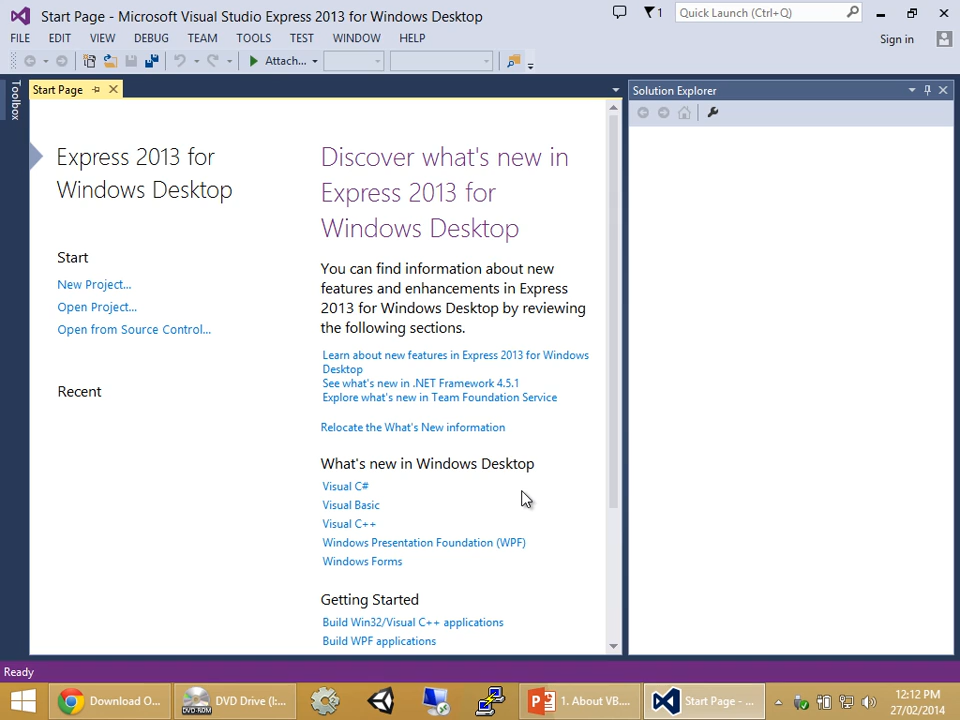 Start Page - Microsoft Visual Studio Express 2013 for Windows Desktop
1
Quick Launch (Ctrl+Q)
FILE EDIT VIEW DEBUG TEAM TOOLS TEST WINDOW HELP
Sign in
Attach...
Toolbox
Start Page
Solution Explorer
Express 2013 for
Windows Desktop
Start
New Project...
Open Project...
Open from Source Control...
Recent
Discover what's new in
Express 2013 for
Windows Desktop
You can find information about new
features and enhancements in Express
2013 for Windows Desktop by reviewing
the following sections.
Learn about new features in Express 2013 for Windows
Desktop
See what's new in .NET Framework 4.5.1
Explore what's new in Team Foundation Service
Relocate the What's New information
What's new in Windows Desktop
Visual C#
Visual Basic
Visual C++
Windows Presentation Foundation (WPF)
Windows Forms
Getting Started
Build Win32/Visual C++ applications
Build WPF applications
Ready
Download O...
DVD Drive (I:...
1. About VB....
Start Page - ...
12:12 PM
27/02/2014